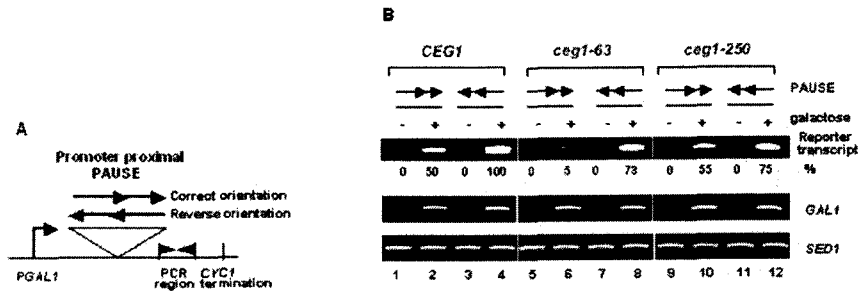 A
Promoter proximal
PAUSE
Correct orientation
Reverse orientation
PGAL1
PCR
region
CYC1
termination
B
CEG1 ceg1-63 ceg1-250
PAUSE
- + - + - + - + - + - + galactose
Reporter
transcript
0 50 0 100 0 5 0 73 0 55 0 75 %
GAL1
SED1
1 2 3 4 5 6 7 8 9 10 11 12